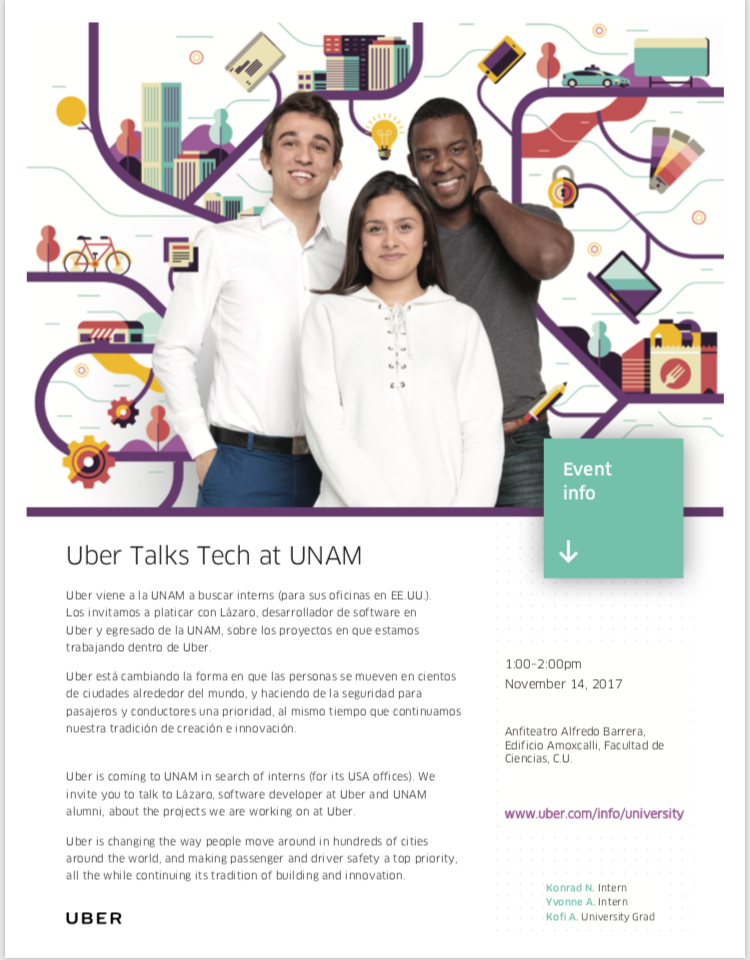 Event
info
Uber Talks Tech at UNAM
Uber viene a la UNAM a buscar interns (para sus oficinas en EE.UU.).
Los invitamos a platicar con Lázaro, desarrollador de software en
Uber y egresado de la UNAM, sobre los proyectos en que estamos
trabajando dentro de Uber.
Uber está cambiando la forma en que las personas se mueven en cientos
de ciudades alrededor del mundo, y haciendo de la seguridad para
pasajeros y conductores una prioridad, al mismo tiempo que continuamos
nuestra tradición de creación e innovación.
Uber is coming to UNAM in search of interns (for its USA offices). We
invite you to talk to Lázaro, software developer at Uber and UNAM
alumni, about the projects we are working on at Uber.
Uber is changing the way people move around in hundreds of cities
around the world, and making passenger and driver safety a top priority,
all the while continuing its tradition of building and innovation.
UBER
1:00-2:00pm
November 14, 2017
Anfiteatro Alfredo Barrera,
Edificio Amoxcalli, Facultad de
Ciencias, C.U.
www.uber.com/info/university
Konrad N. Intern
Yvonne A. Intern
Kofi A. University Grad